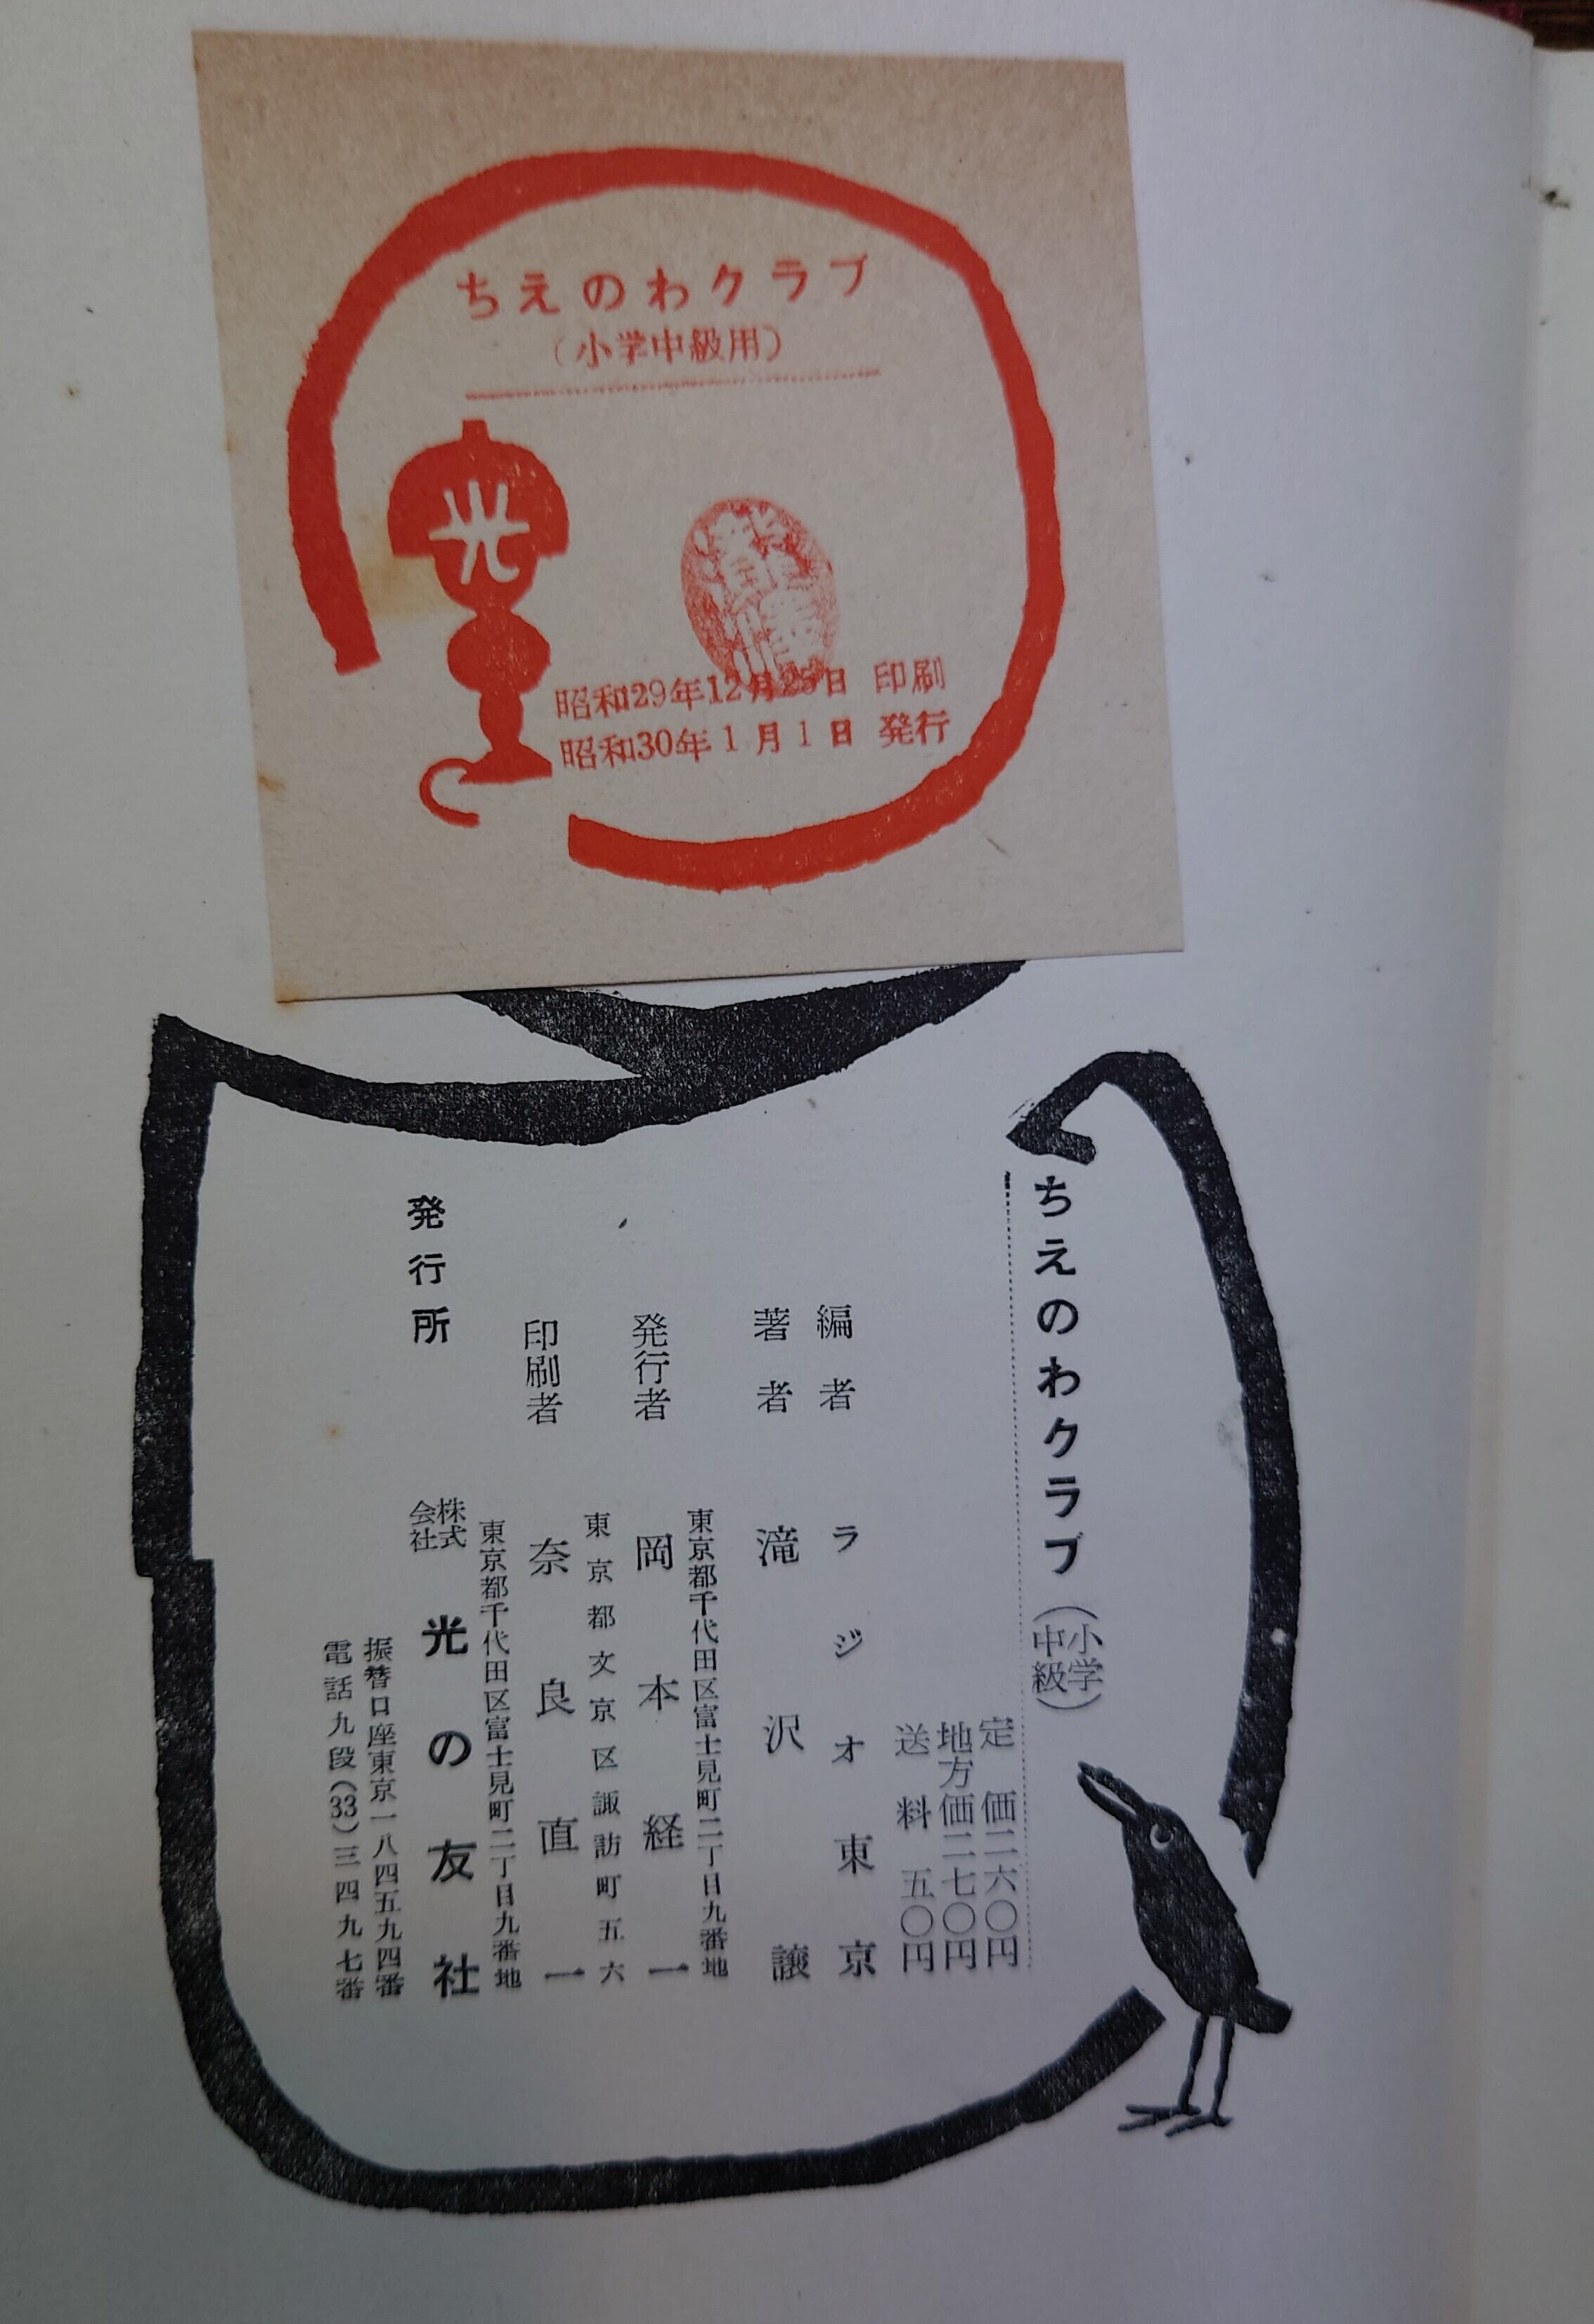 ちえのわクラブ
（小学中級用）
光
昭和29年12月25日 印刷
昭和30年1月1日 発行
ちえのわクラブ（小学中級）
定価二六〇円
地方価二七〇円
送料 五〇円
編者 ラジオ東京
著者 滝沢譲
東京都千代田区富士見町二丁目九番地
発行者 岡本経一
東京都文京区諏訪町五六
印刷者 奈良直一
東京都千代田区富士見町二丁目九番地
発行所 株式会社 光の友社
振替口座東京一八四五九四番
電話九段（33）三四九七番